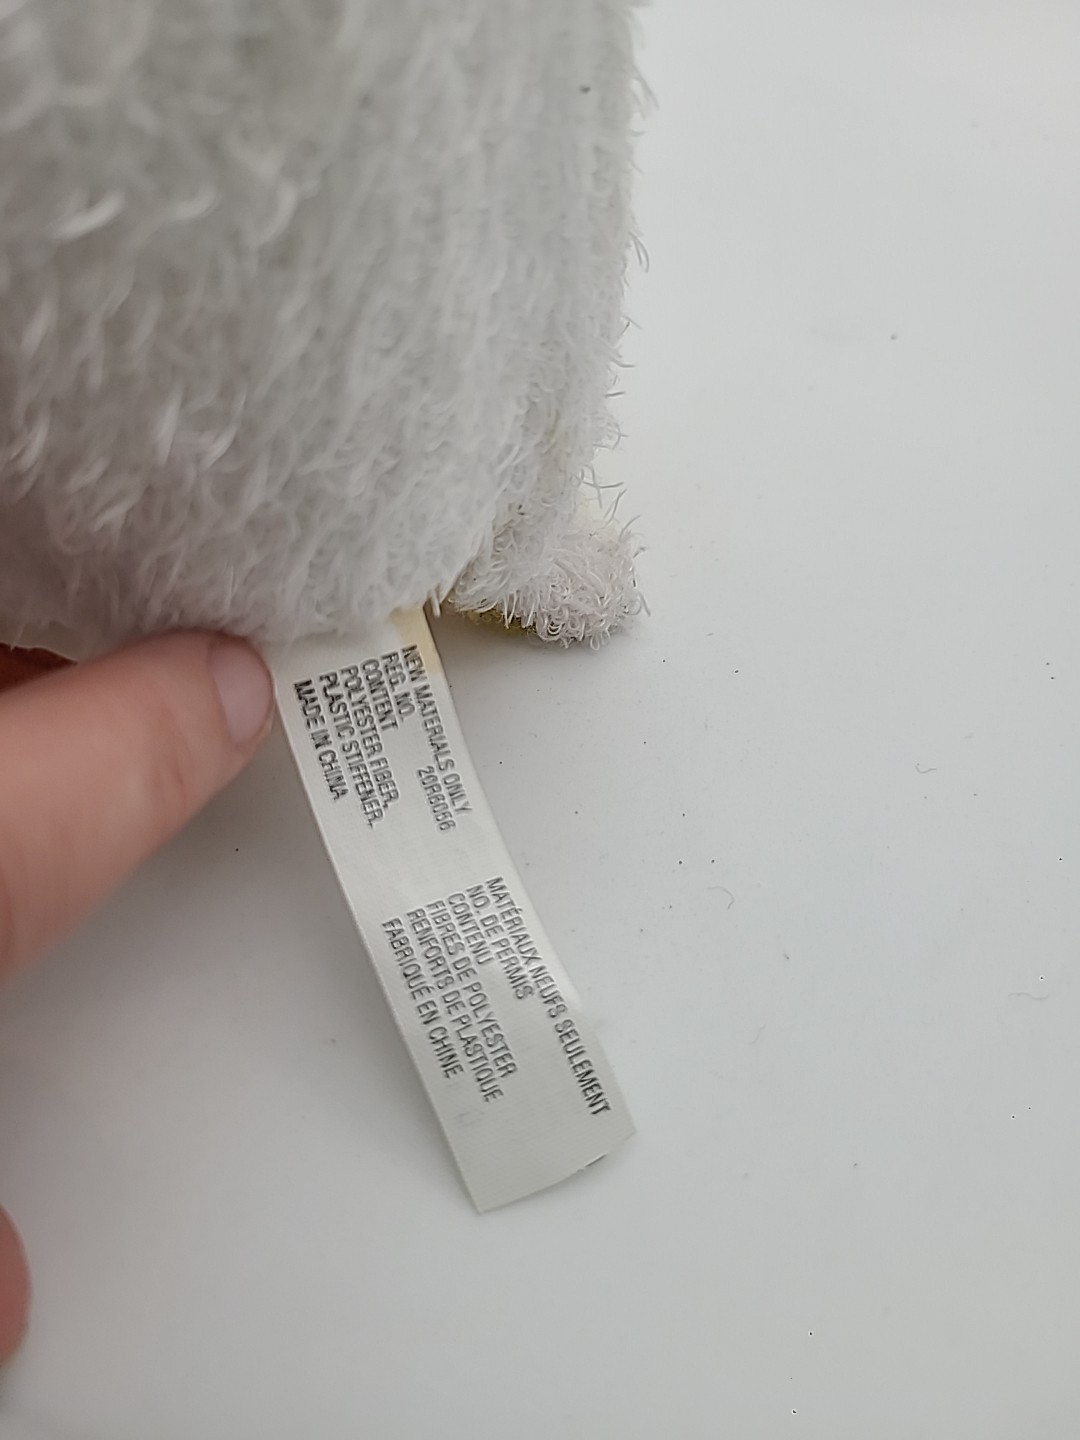 NEW MATERIALS ONLY
REG. NO. 20R6056
CONTENT
POLYESTER FIBER,
PLASTIC STIFFENER.
MADE IN CHINA
MATÉRIAUX NEUFS SEULEMENT
NO. DE PERMIS
CONTENU
FIBRES DE POLYESTER
RENFORTS DE PLASTIQUE
FABRIQUÉ EN CHINE